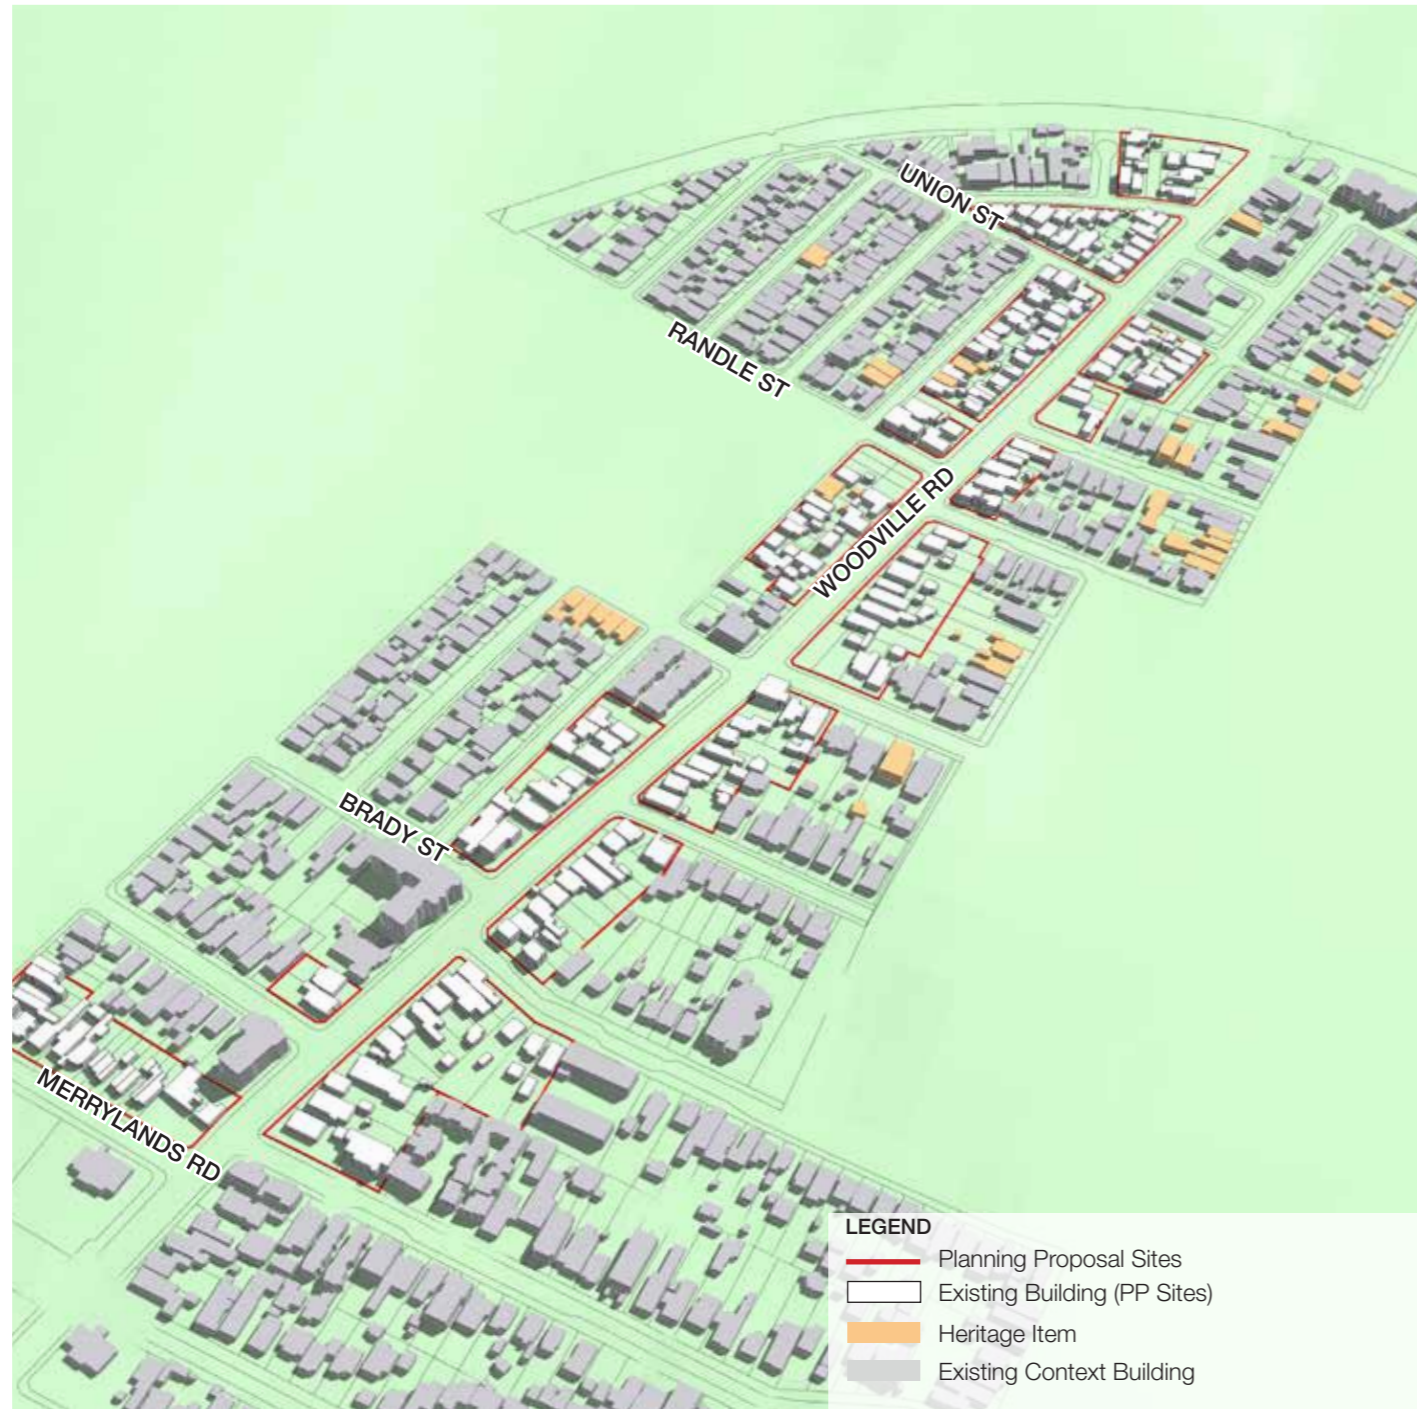 UNION ST
RANDLE ST
WOODVILLE RD
BRADY ST
MERRYLANDS RD
LEGEND
Planning Proposal Sites
Existing Building (PP Sites)
Heritage Item
Existing Context Building